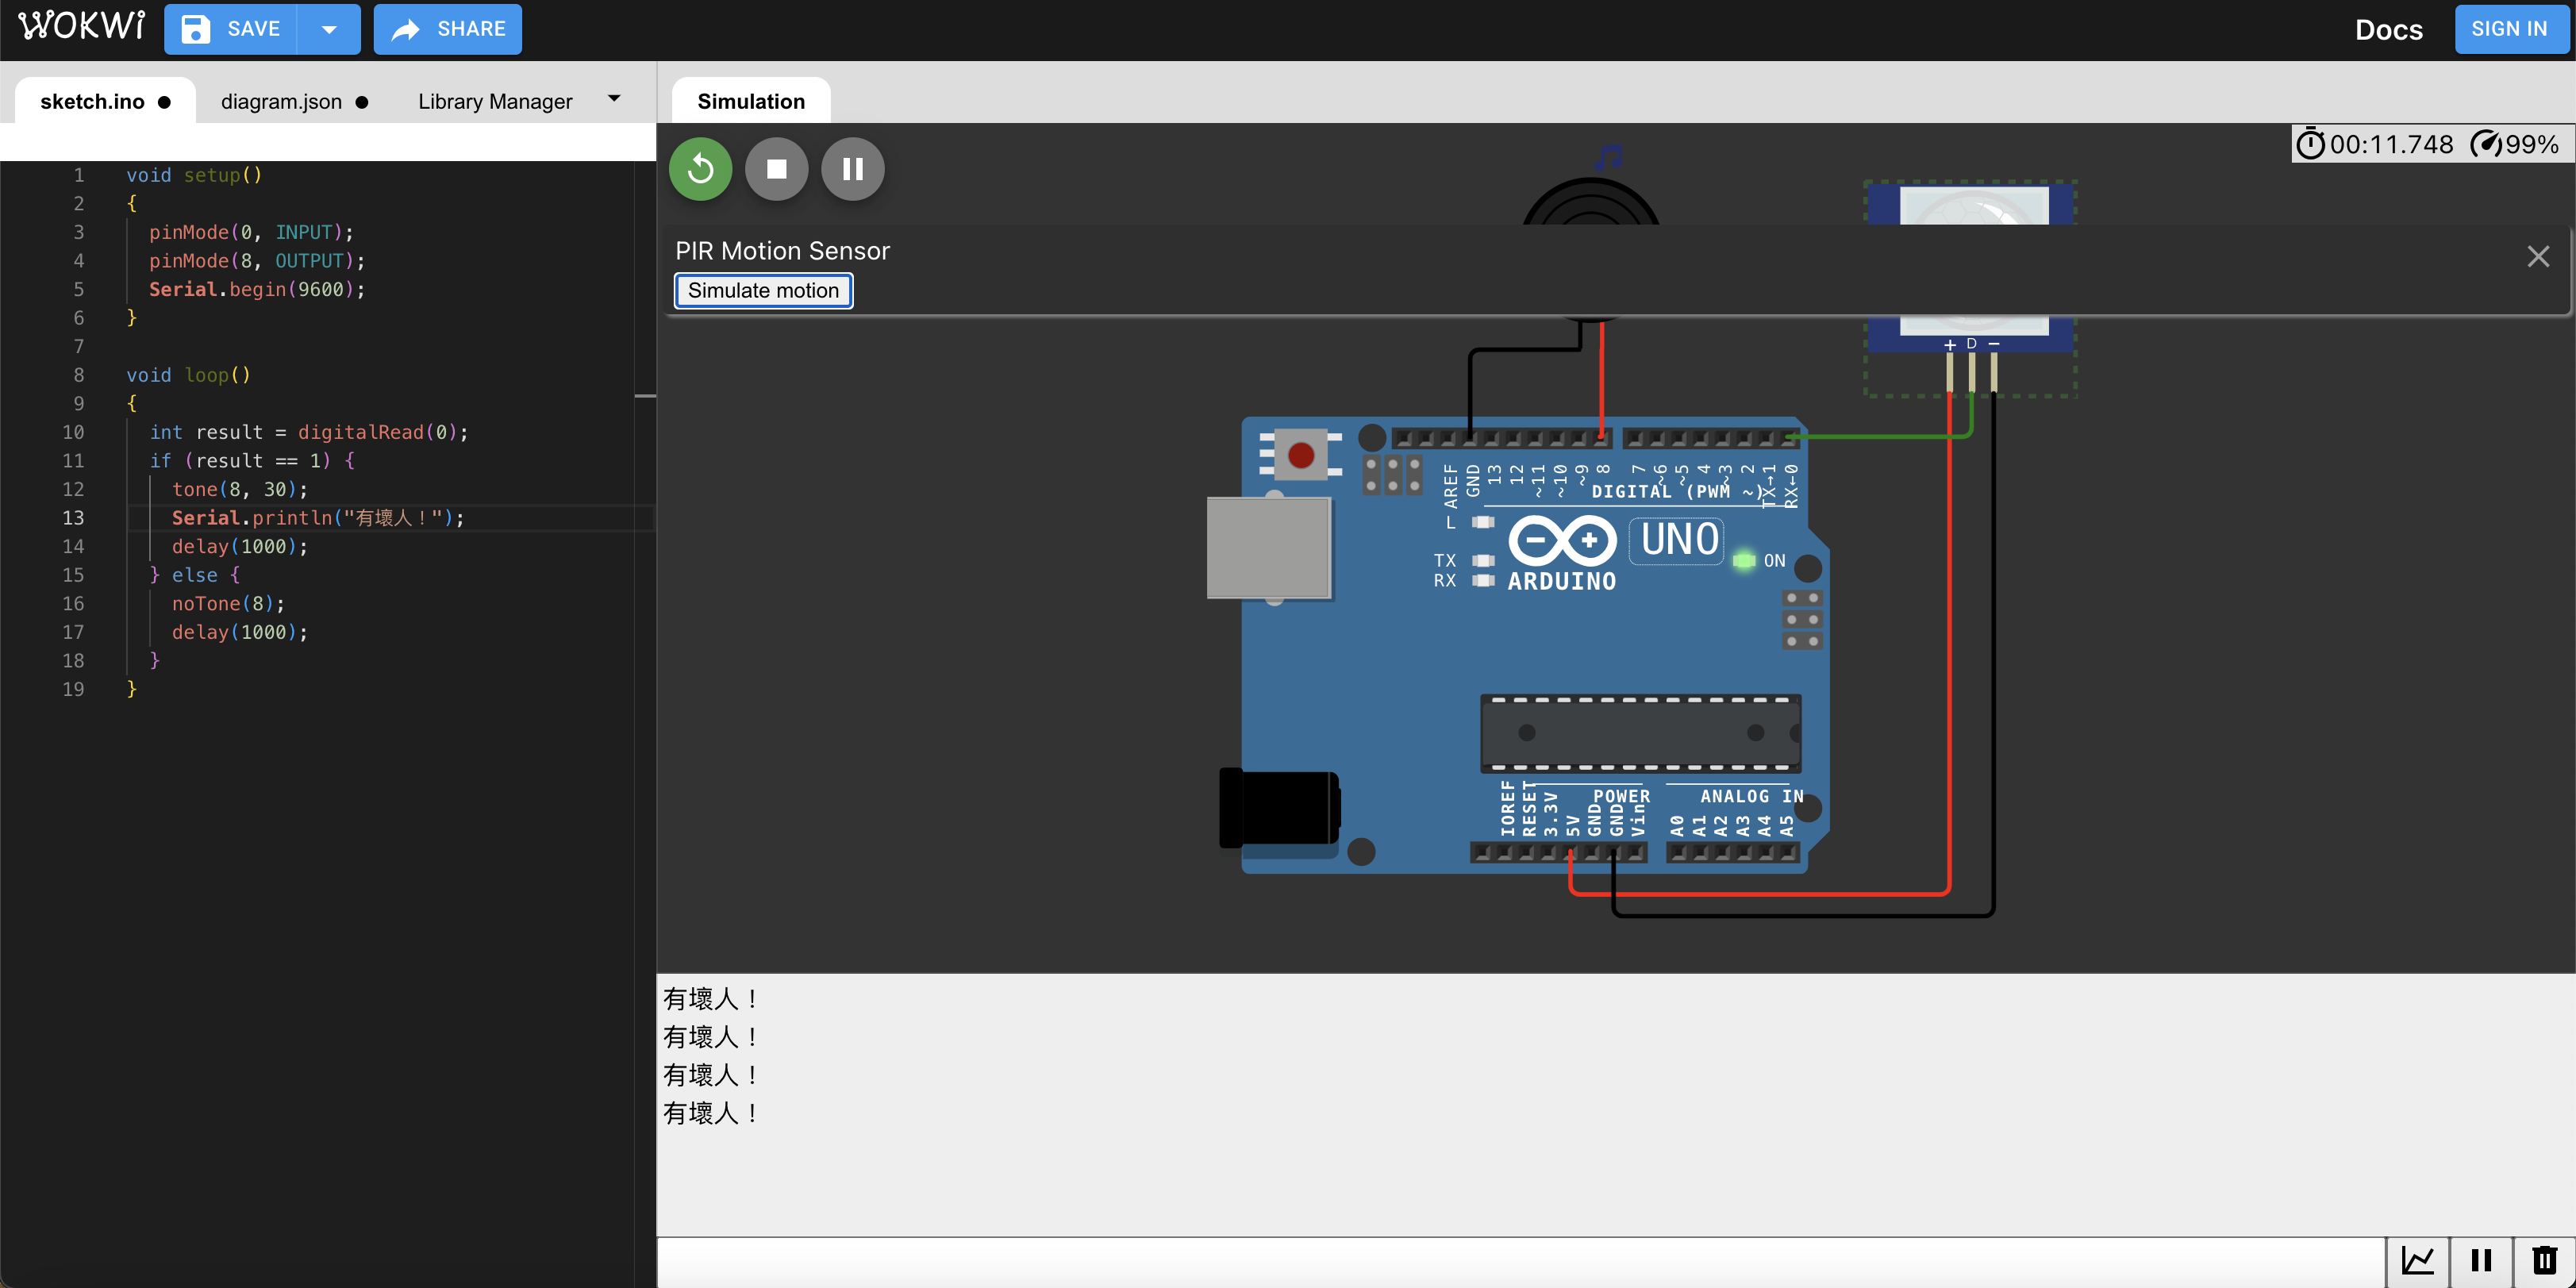 WOKWi
SAVE
SHARE
Docs
SIGN IN
sketch.ino
diagram.json
Library Manager
Simulation
00:11.748
99%
1 void setup()
2 {
3 pinMode(0, INPUT);
4 pinMode(8, OUTPUT);
5 Serial.begin(9600);
6 }
7
8 void loop()
9 {
10 int result = digitalRead(0);
11 if (result == 1) {
12 tone(8, 30);
13 Serial.println("有壞人！");
14 delay(1000);
15 } else {
16 noTone(8);
17 delay(1000);
18 }
19 }
PIR Motion Sensor
Simulate motion
+ D −
AREF
GND
13
12
~11
~10
~9
8
7
~6
~5
4
~3
2
TX→1
RX←0
DIGITAL (PWM ~)
L
TX
RX
UNO
ON
ARDUINO
IOREF
RESET
3.3V
5V
GND
GND
Vin
POWER
ANALOG IN
A0
A1
A2
A3
A4
A5
有壞人！
有壞人！
有壞人！
有壞人！